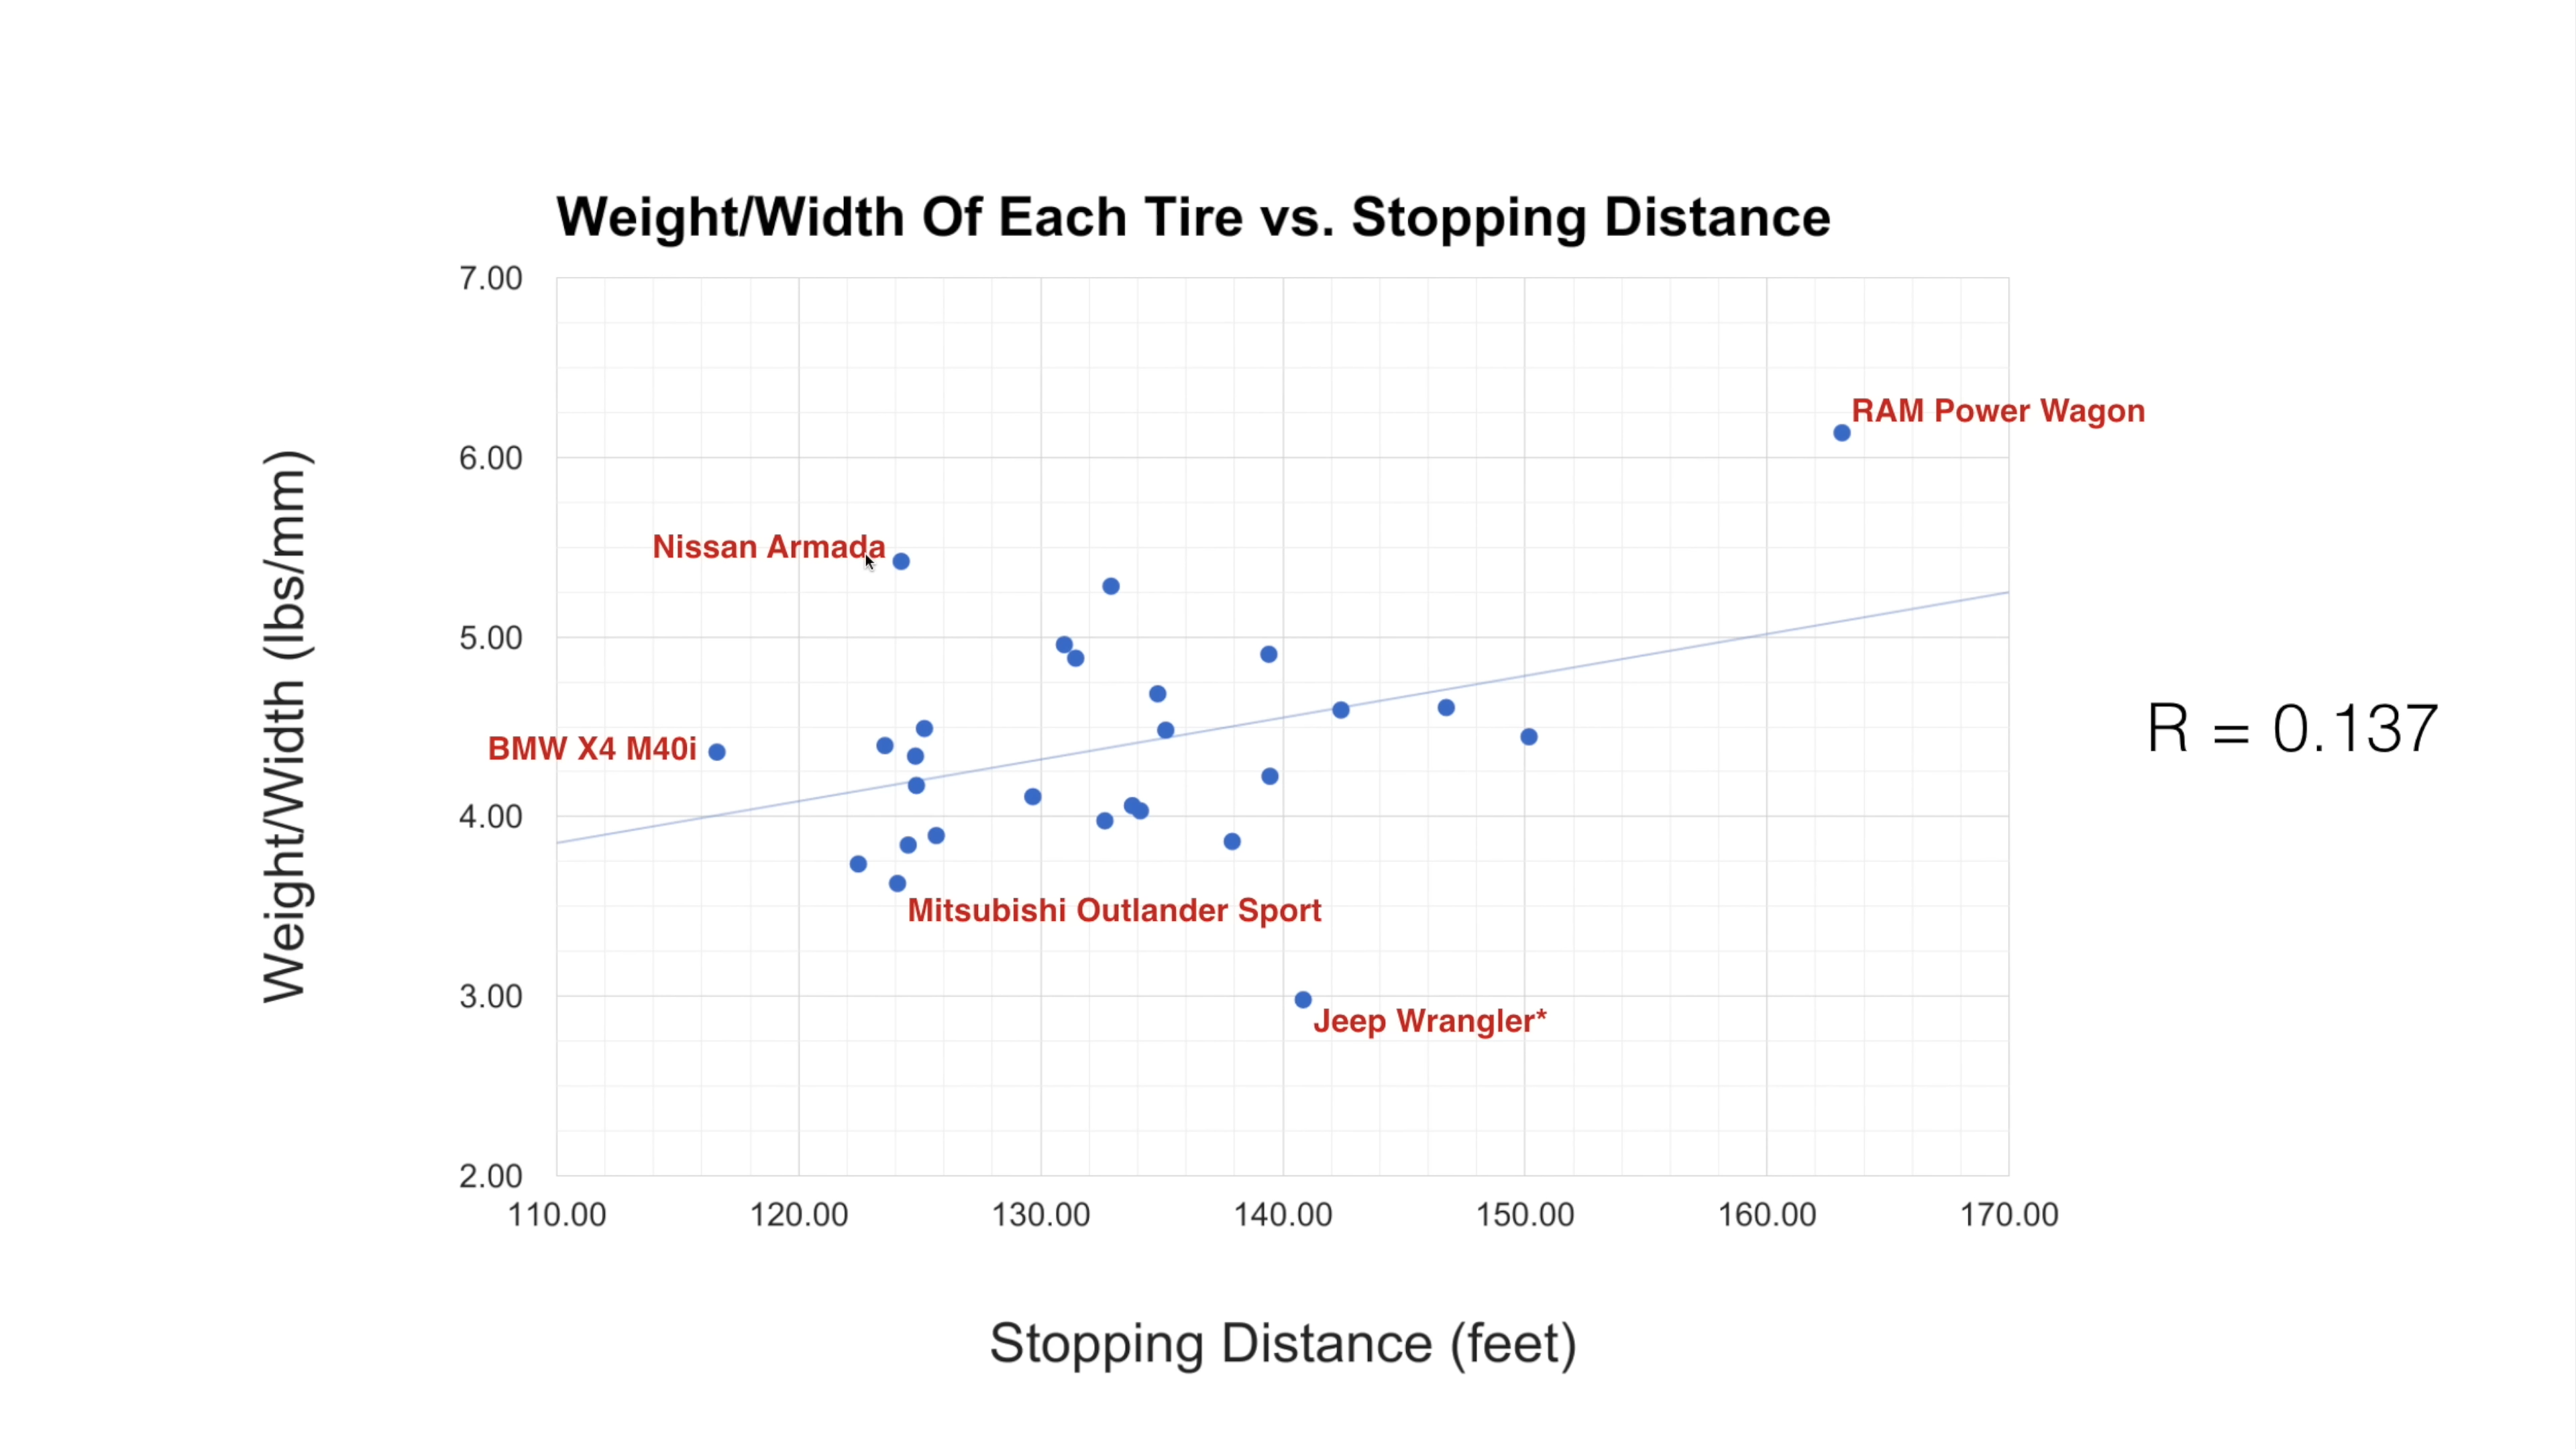 Weight/Width Of Each Tire vs. Stopping Distance
Weight/Width (lbs/mm)
7.00
6.00
5.00
4.00
3.00
2.00
RAM Power Wagon
Nissan Armada
BMW X4 M40i
Mitsubishi Outlander Sport
Jeep Wrangler*
R = 0.137
110.00 120.00 130.00 140.00 150.00 160.00 170.00
Stopping Distance (feet)